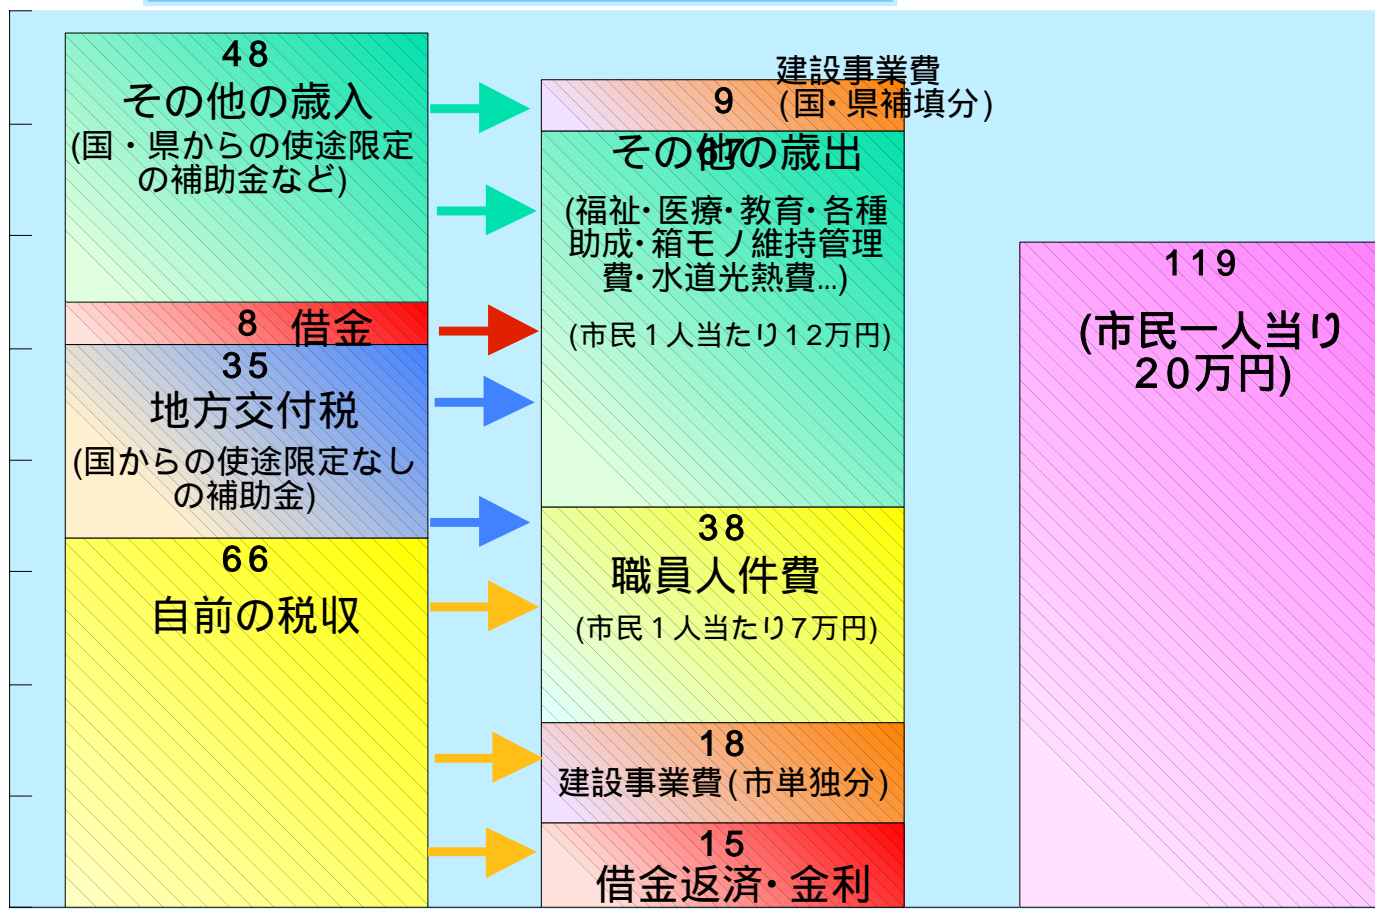 48
その他の歳入
(国・県からの使途限定
の補助金など)
8 借金
35
地方交付税
(国からの使途限定なし
の補助金)
66
自前の税収
建設事業費
9 (国・県補填分)
その他の歳出
67
(福祉・医療・教育・各種
助成・箱モノ維持管理
費・水道光熱費...)
(市民1人当たり12万円)
38
職員人件費
(市民1人当たり7万円)
18
建設事業費(市単独分)
15
借金返済・金利
119
(市民一人当り
20万円)